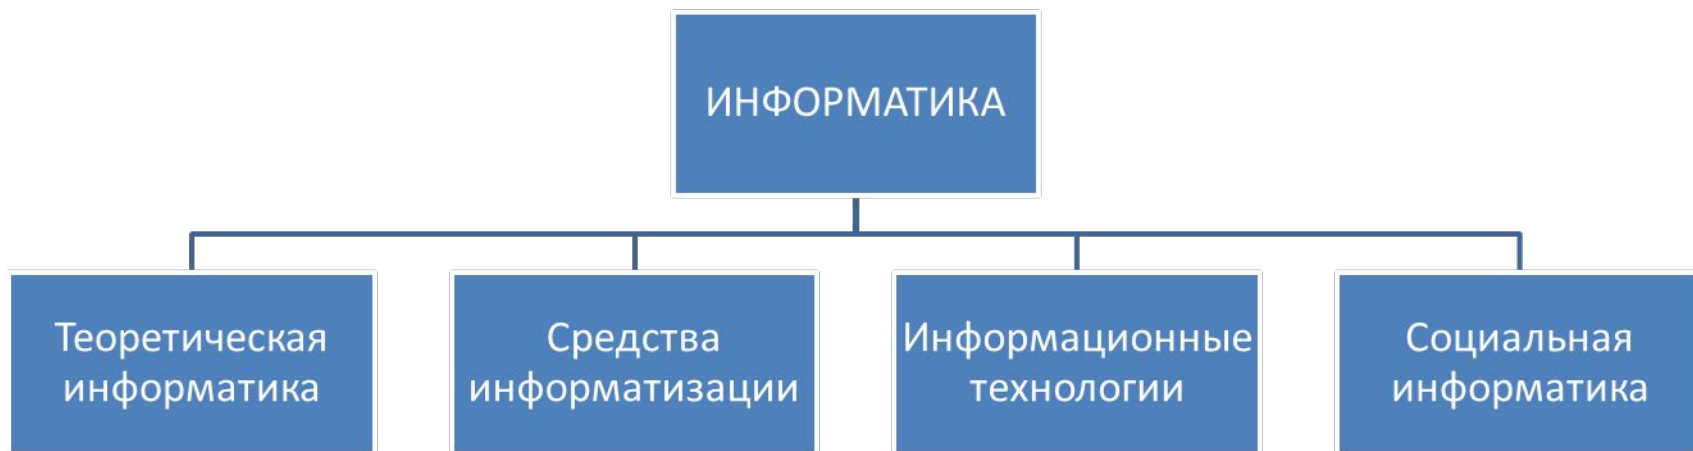 ИНФОРМАТИКА
Теоретическая
информатика
Средства
информатизации
Информационные
технологии
Социальная
информатика